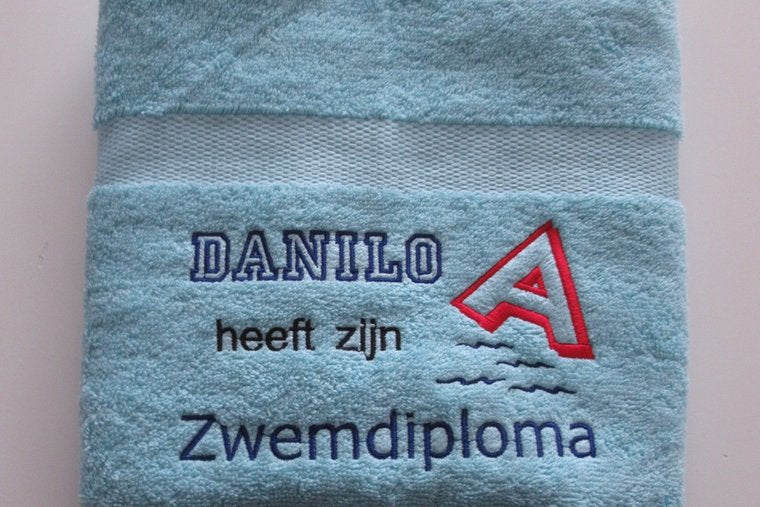 DANILO
heeft zijn A
Zwemdiploma